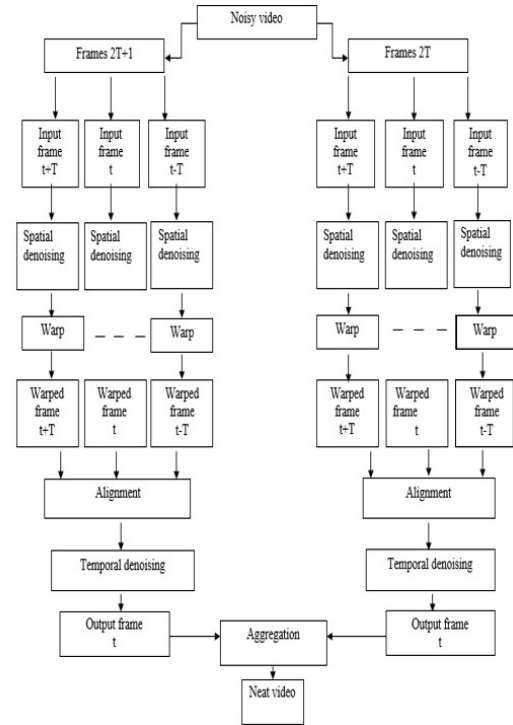 Noisy video
Frames 2T+1
Frames 2T
Input
frame
t+T
Input
frame
t
Input
frame
t-T
Input
frame
t+T
Input
frame
t
Input
frame
t-T
Spatial
denoising
Spatial
denoising
Spatial
denoising
Spatial
denoising
Spatial
denoising
Spatial
denoising
Warp
Warp
Warp
Warp
Warped
frame
t+T
Warped
frame
t
Warped
frame
t-T
Warped
frame
t+T
Warped
frame
t
Warped
frame
t-T
Alignment
Alignment
Temporal denoising
Temporal denoising
Output frame
t
Aggregation
Output frame
t
Neat video